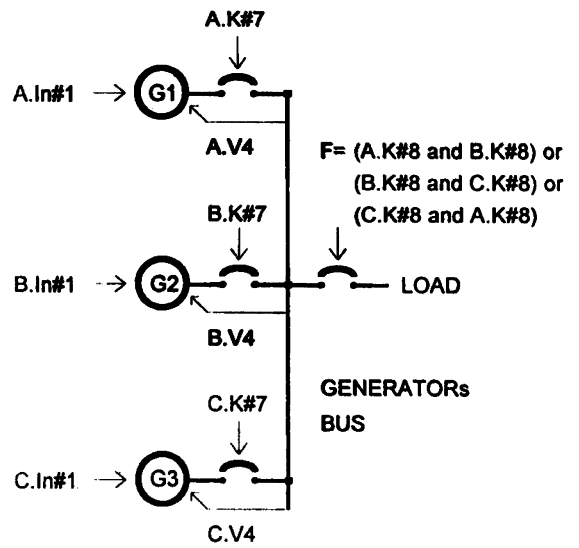 A.K#7
A.In#1
G1
A.V4
F= (A.K#8 and B.K#8) or
(B.K#8 and C.K#8) or
(C.K#8 and A.K#8)
B.K#7
B.In#1
G2
LOAD
B.V4
GENERATORs
BUS
C.K#7
C.In#1
G3
C.V4